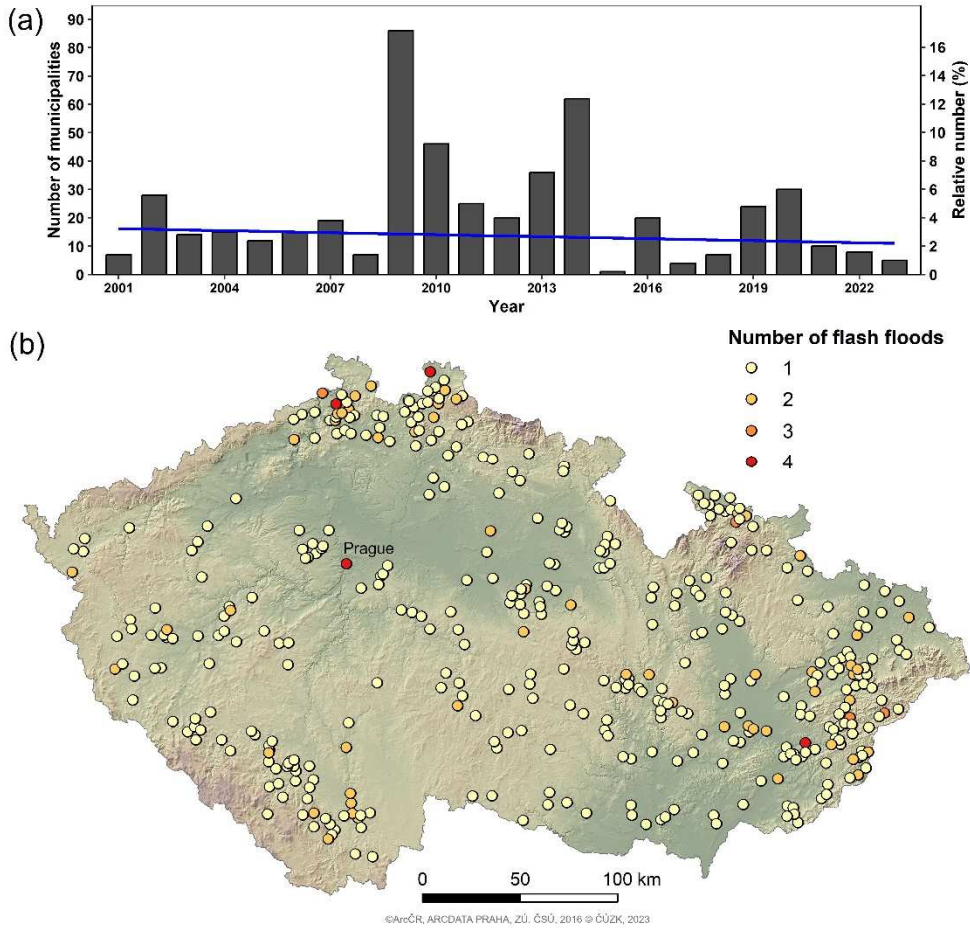 (a)
Number of municipalities
90
80
70
60
50
40
30
20
10
0
16
14
12
10
8
6
4
2
0
Relative number (%)
2001 2004 2007 2010 2013 2016 2019 2022
Year
(b)
Number of flash floods
1
2
3
4
Prague
0 50 100 km
©ArcČR, ARCDATA PRAHA, ZÚ, ČSÚ, 2016 © ČÚZK, 2023